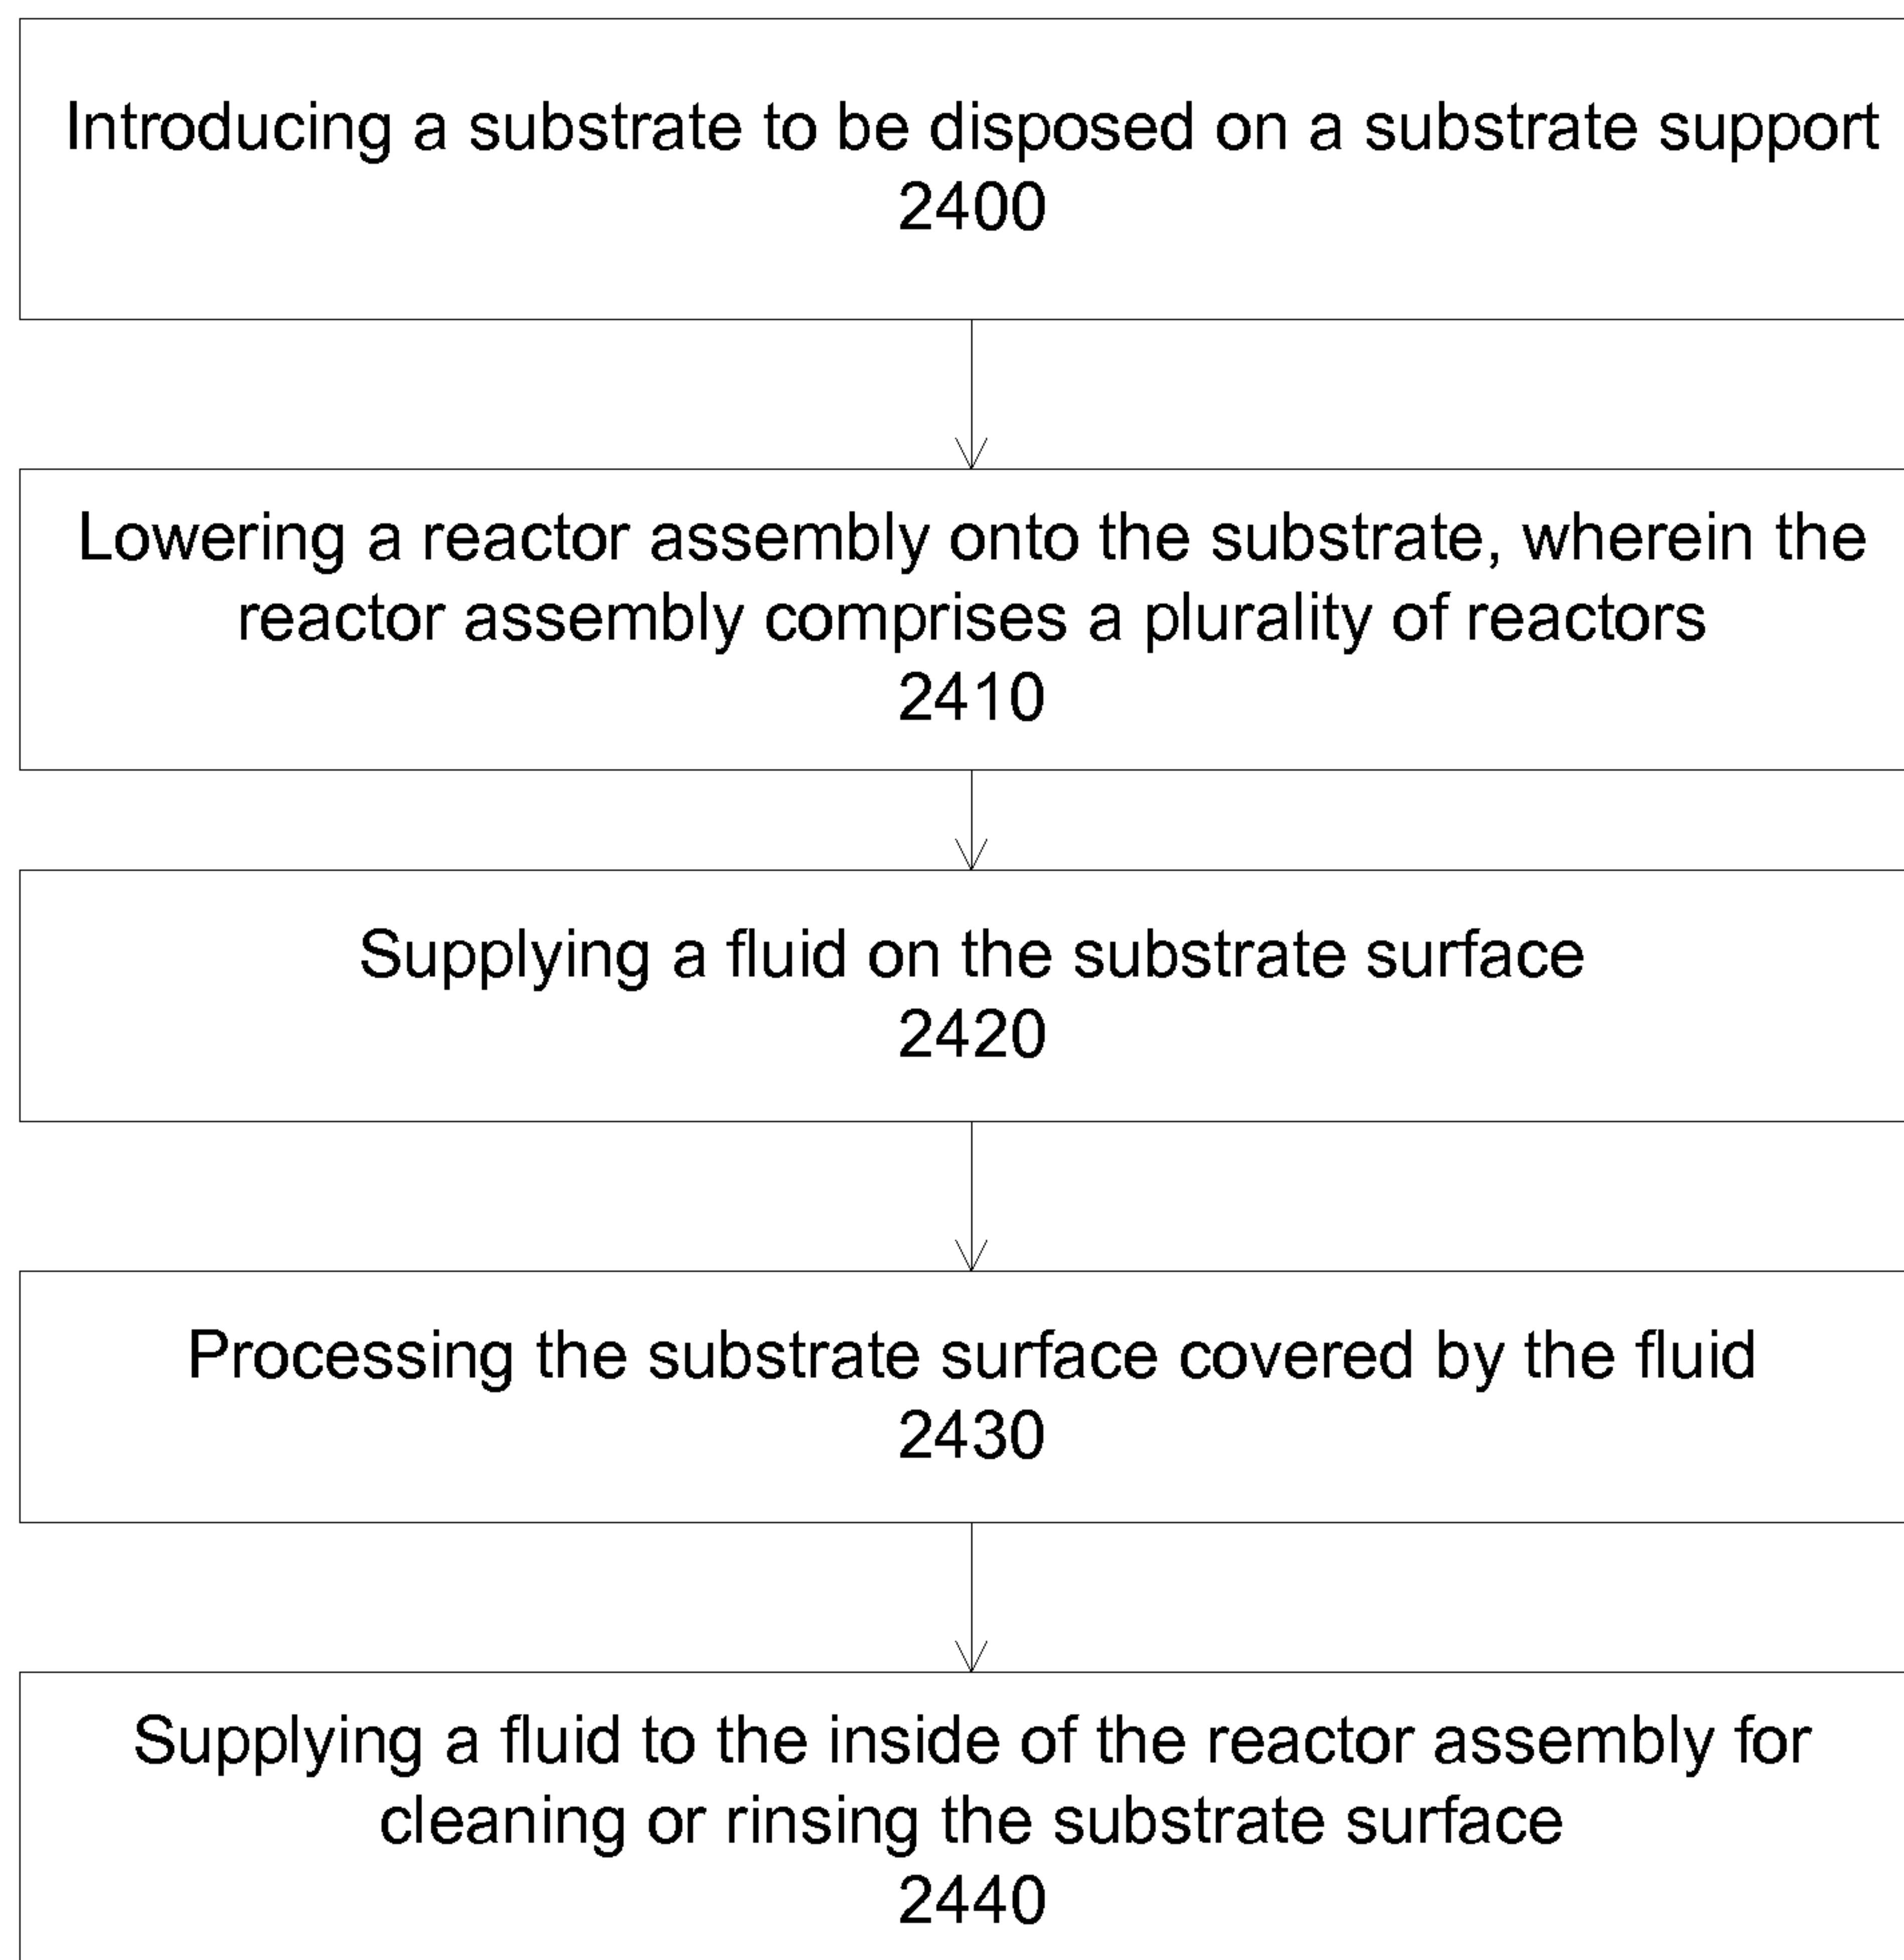 Introducing a substrate to be disposed on a substrate support
2400
Lowering a reactor assembly onto the substrate, wherein the
reactor assembly comprises a plurality of reactors
2410
Supplying a fluid on the substrate surface
2420
Processing the substrate surface covered by the fluid
2430
Supplying a fluid to the inside of the reactor assembly for
cleaning or rinsing the substrate surface
2440